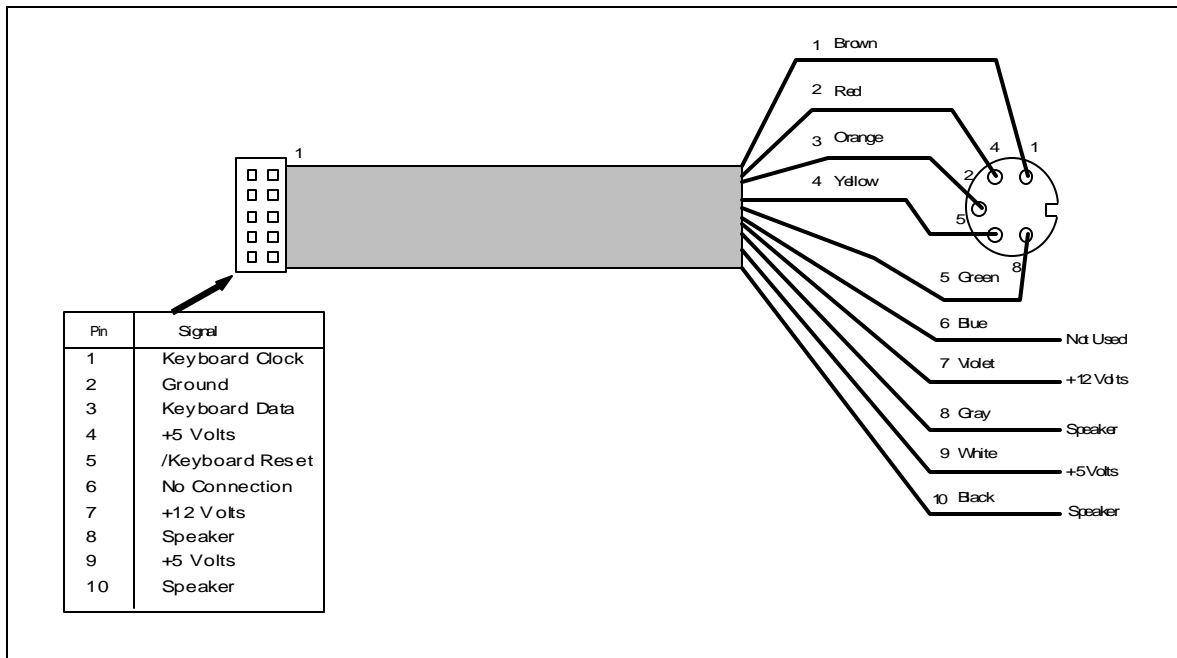 1 Brown
2 Red
3 Orange
4 1
1
2
4 Yellow
5
8
5 Green
6 Blue
Not Used
7 Violet
+12 Volts
Pin Signal
1 Keyboard Clock
2 Ground
3 Keyboard Data
4 +5 Volts
5 /Keyboard Reset
6 No Connection
7 +12 Volts
8 Speaker
9 +5 Volts
10 Speaker
8 Gray
Speaker
9 White
+5 Volts
10 Black
Speaker